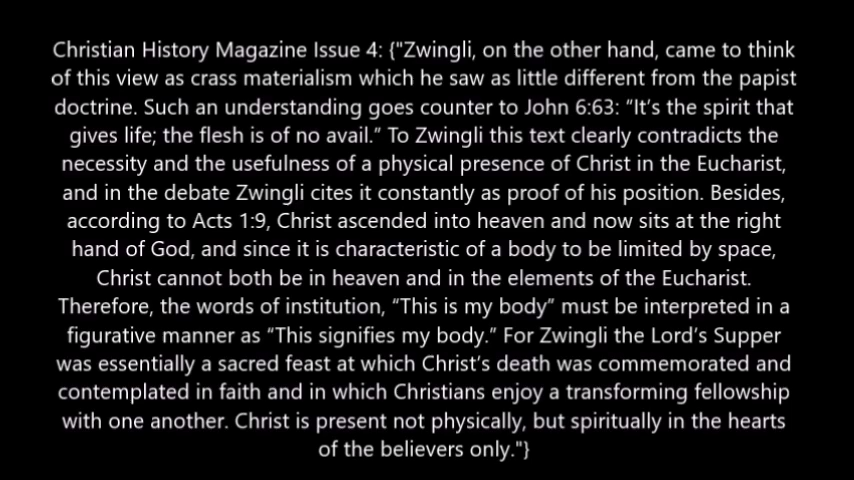 Christian History Magazine Issue 4: {"Zwingli, on the other hand, came to think
of this view as crass materialism which he saw as little different from the papist
doctrine. Such an understanding goes counter to John 6:63: “It’s the spirit that
gives life; the flesh is of no avail.” To Zwingli this text clearly contradicts the
necessity and the usefulness of a physical presence of Christ in the Eucharist,
and in the debate Zwingli cites it constantly as proof of his position. Besides,
according to Acts 1:9, Christ ascended into heaven and now sits at the right
hand of God, and since it is characteristic of a body to be limited by space,
Christ cannot both be in heaven and in the elements of the Eucharist.
Therefore, the words of institution, “This is my body” must be interpreted in a
figurative manner as “This signifies my body.” For Zwingli the Lord’s Supper
was essentially a sacred feast at which Christ’s death was commemorated and
contemplated in faith and in which Christians enjoy a transforming fellowship
with one another. Christ is present not physically, but spiritually in the hearts
of the believers only."}